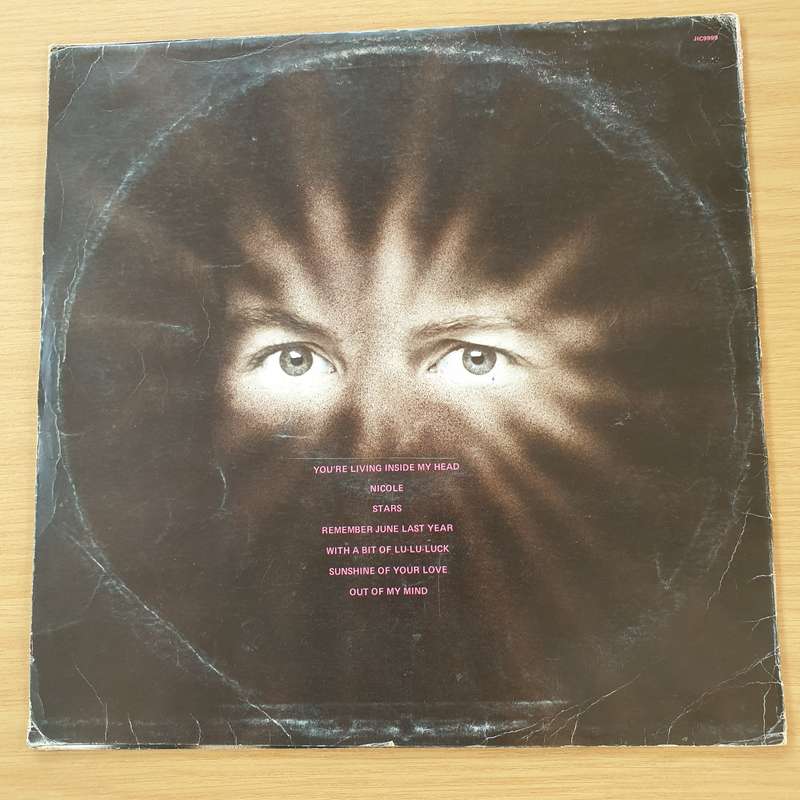 JIC9999
YOU'RE LIVING INSIDE MY HEAD
NICOLE
STARS
REMEMBER JUNE LAST YEAR
WITH A BIT OF LU-LU-LUCK
SUNSHINE OF YOUR LOVE
OUT OF MY MIND